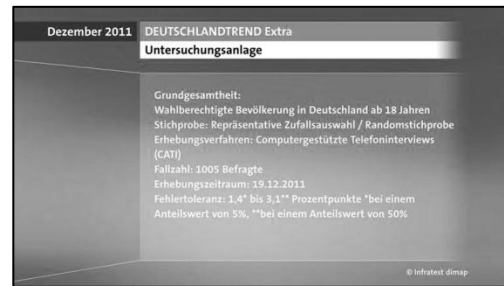 Dezember 2011 DEUTSCHLANDTREND Extra
Untersuchungsanlage
Grundgesamtheit:
Wahlberechtigte Bevölkerung in Deutschland ab 18 Jahren
Stichprobe: Repräsentative Zufallsauswahl / Randomstichprobe
Erhebungsverfahren: Computergestützte Telefoninterviews
(CATI)
Fallzahl: 1005 Befragte
Erhebungszeitraum: 19.12.2011
Fehlertoleranz: 1,4* bis 3,1** Prozentpunkte *bei einem
Anteilswert von 5%, **bei einem Anteilswert von 50%
© Infratest dimap